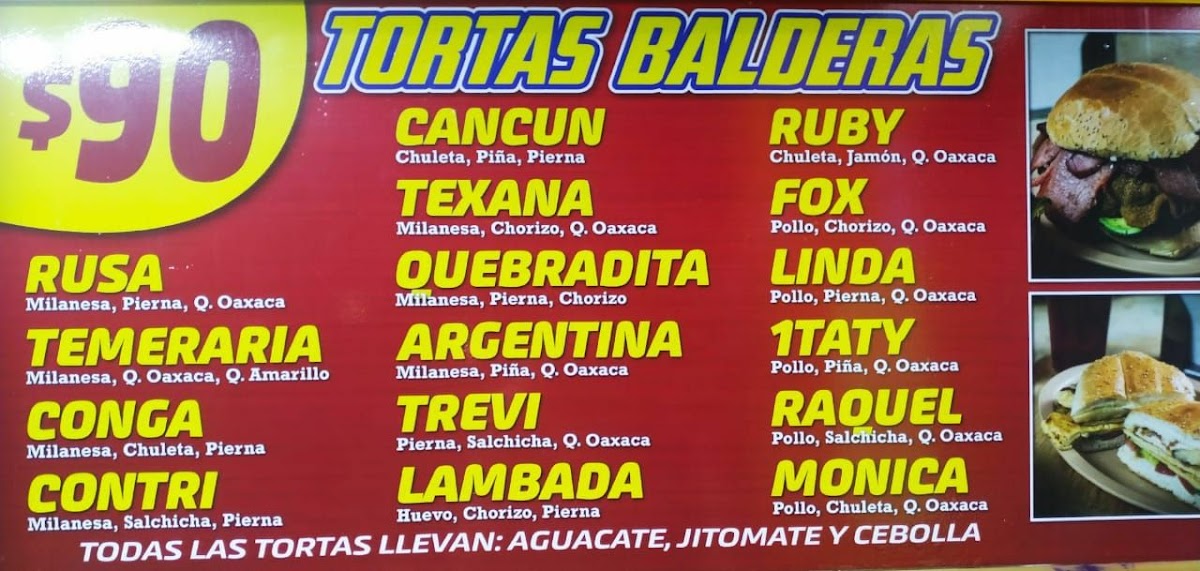 $90
TORTAS BALDERAS
RUSA
Milanesa, Pierna, Q. Oaxaca
TEMERARIA
Milanesa, Q. Oaxaca, Q. Amarillo
CONGA
Milanesa, Chuleta, Pierna
CONTRI
Milanesa, Salchicha, Pierna
CANCUN
Chuleta, Piña, Pierna
TEXANA
Milanesa, Chorizo, Q. Oaxaca
QUEBRADITA
Milanesa, Pierna, Chorizo
ARGENTINA
Milanesa, Piña, Q. Oaxaca
TREVI
Pierna, Salchicha, Q. Oaxaca
LAMBADA
Huevo, Chorizo, Pierna
RUBY
Chuleta, Jamón, Q. Oaxaca
FOX
Pollo, Chorizo, Q. Oaxaca
LINDA
Pollo, Pierna, Q. Oaxaca
1TATY
Pollo, Piña, Q. Oaxaca
RAQUEL
Pollo, Salchicha, Q. Oaxaca
MONICA
Pollo, Chuleta, Q. Oaxaca
TODAS LAS TORTAS LLEVAN: AGUACATE, JITOMATE Y CEBOLLA